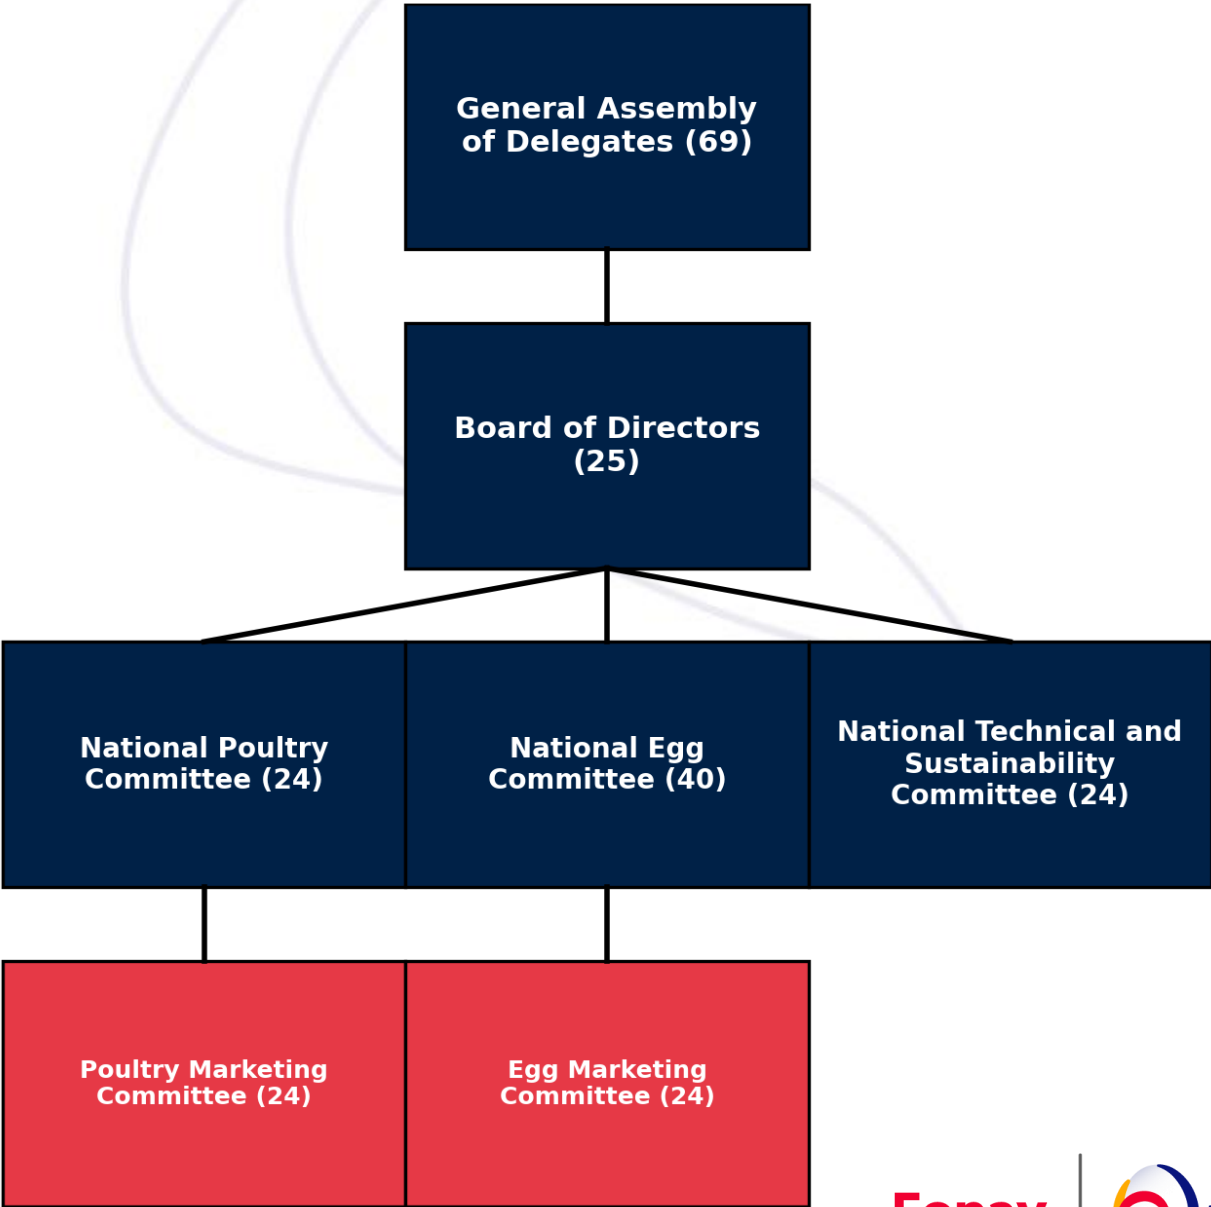 General Assembly
of Delegates (69)
Board of Directors
(25)
National Poultry
Committee (24)
National Egg
Committee (40)
National Technical and
Sustainability
Committee (24)
Poultry Marketing
Committee (24)
Egg Marketing
Committee (24)